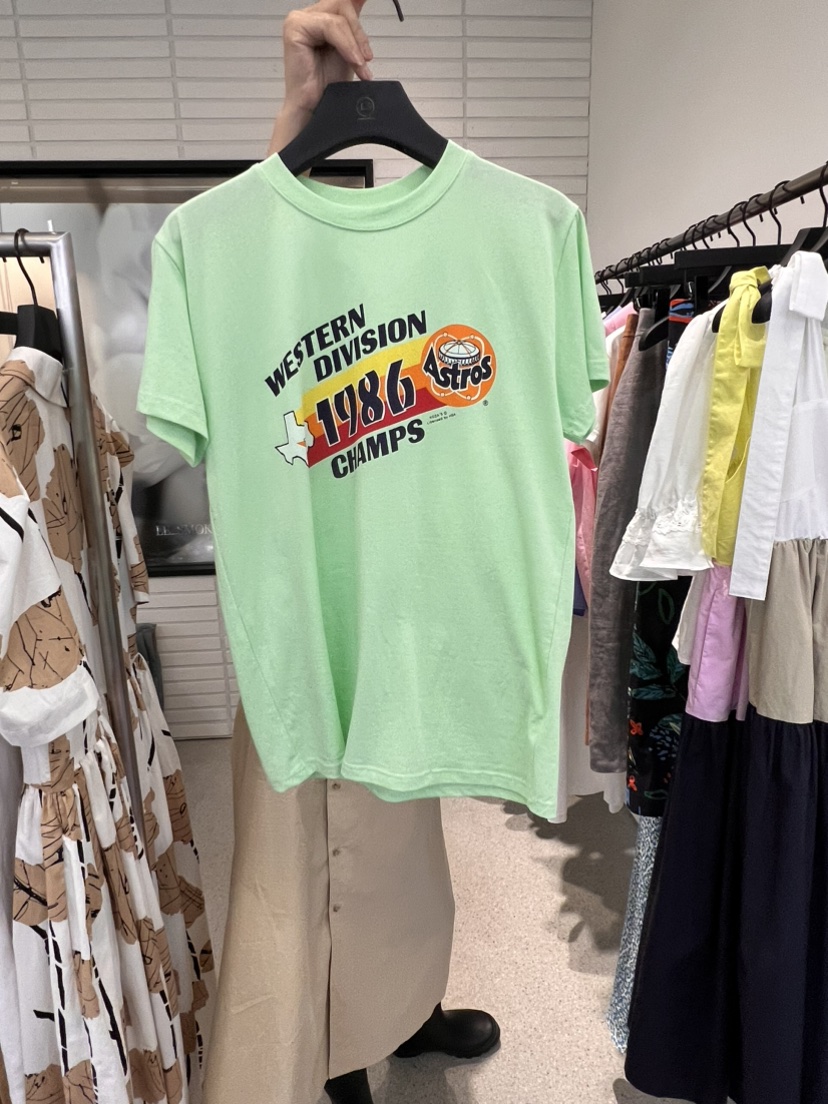 WESTERN
DIVISION
Astros
1986
CHAMPS